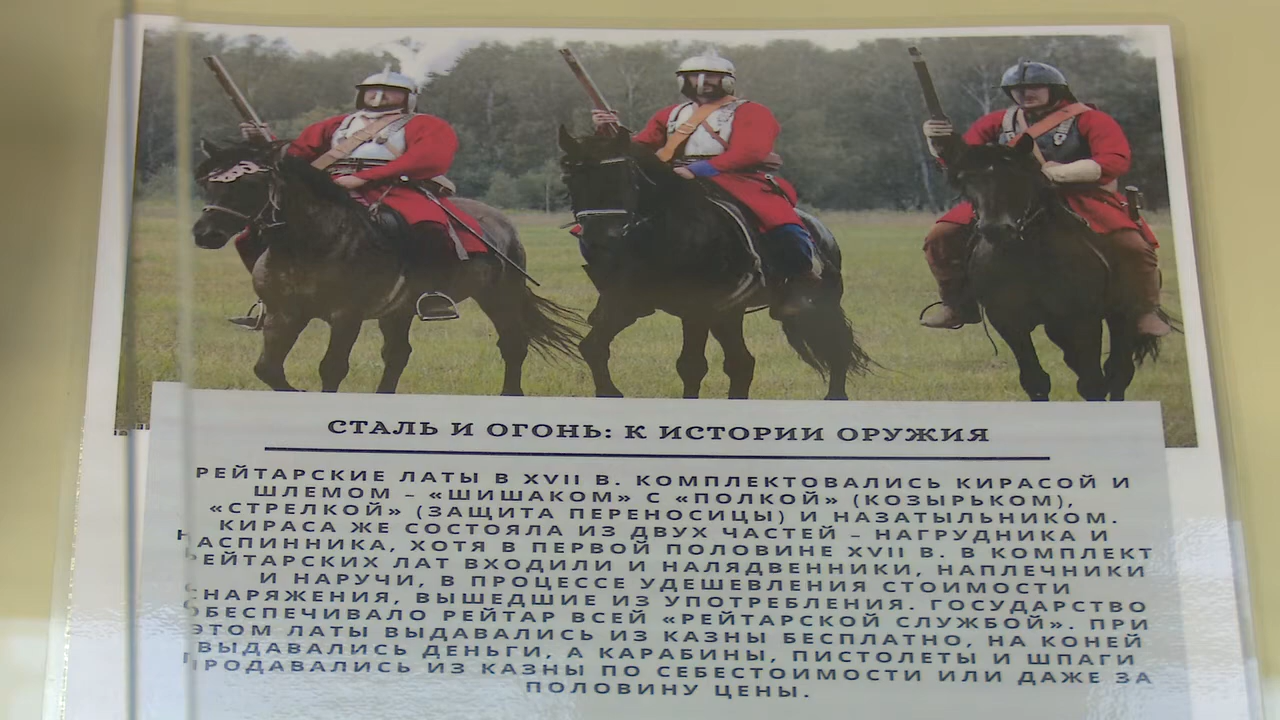 СТАЛЬ И ОГОНЬ: К ИСТОРИИ ОРУЖИЯ
РЕЙТАРСКИЕ ЛАТЫ В XVII В. КОМПЛЕКТОВАЛИСЬ КИРАСОЙ И
ШЛЕМОМ – «ШИШАКОМ» С «ПОЛКОЙ» (КОЗЫРЬКОМ),
«СТРЕЛКОЙ» (ЗАЩИТА ПЕРЕНОСИЦЫ) И НАЗАТЫЛЬНИКОМ.
КИРАСА ЖЕ СОСТОЯЛА ИЗ ДВУХ ЧАСТЕЙ – НАГРУДНИКА И
НАСПИННИКА, ХОТЯ В ПЕРВОЙ ПОЛОВИНЕ XVII В. В КОМПЛЕКТ
РЕЙТАРСКИХ ЛАТ ВХОДИЛИ И НАЛЯДВЕННИКИ, НАПЛЕЧНИКИ
И НАРУЧИ, В ПРОЦЕССЕ УДЕШЕВЛЕНИЯ СТОИМОСТИ
СНАРЯЖЕНИЯ, ВЫШЕДШИЕ ИЗ УПОТРЕБЛЕНИЯ. ГОСУДАРСТВО
ОБЕСПЕЧИВАЛО РЕЙТАР ВСЕЙ «РЕЙТАРСКОЙ СЛУЖБОЙ». ПРИ
ЭТОМ ЛАТЫ ВЫДАВАЛИСЬ ИЗ КАЗНЫ БЕСПЛАТНО, НА КОНЕЙ
ВЫДАВАЛИСЬ ДЕНЬГИ, А КАРАБИНЫ, ПИСТОЛЕТЫ И ШПАГИ
ПРОДАВАЛИСЬ ИЗ КАЗНЫ ПО СЕБЕСТОИМОСТИ ИЛИ ДАЖЕ ЗА
ПОЛОВИНУ ЦЕНЫ.